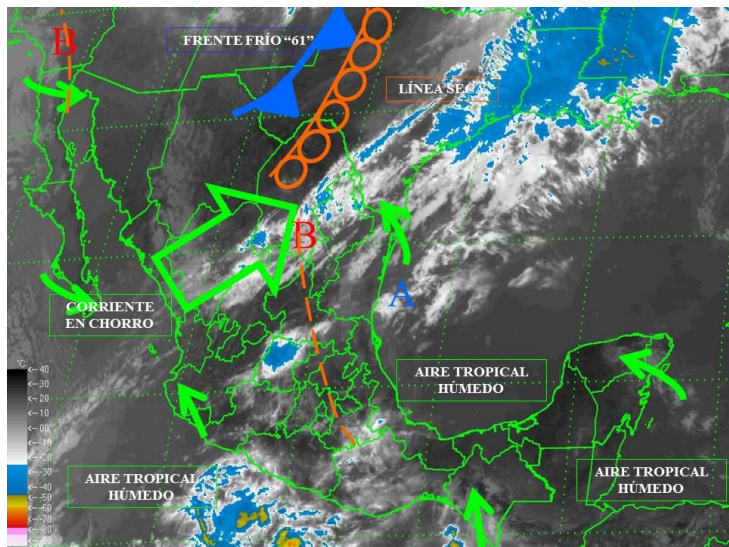 B
FRENTE FRÍO “61”
LÍNEA SECA
B
A
CORRIENTE
EN CHORRO
AIRE TROPICAL
HÚMEDO
AIRE TROPICAL
HÚMEDO
AIRE TROPICAL
HÚMEDO
°C
40
30
20
10
00
-10
-20
-30
-40
-50
-60
-70
-80
-90